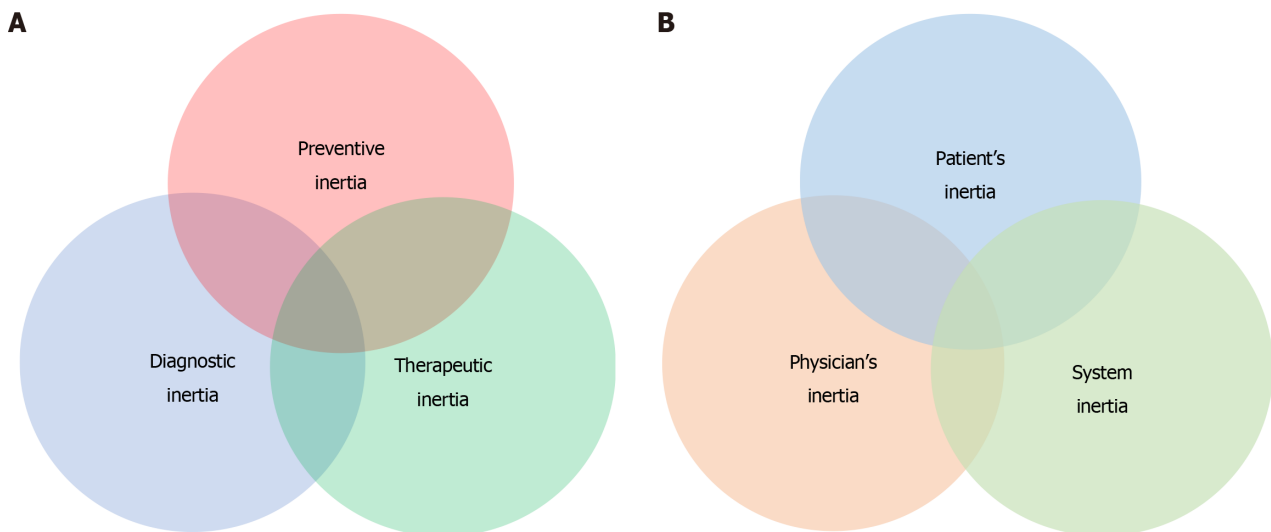 A
Preventive
inertia
Diagnostic
inertia
Therapeutic
inertia
B
Patient’s
inertia
Physician’s
inertia
System
inertia